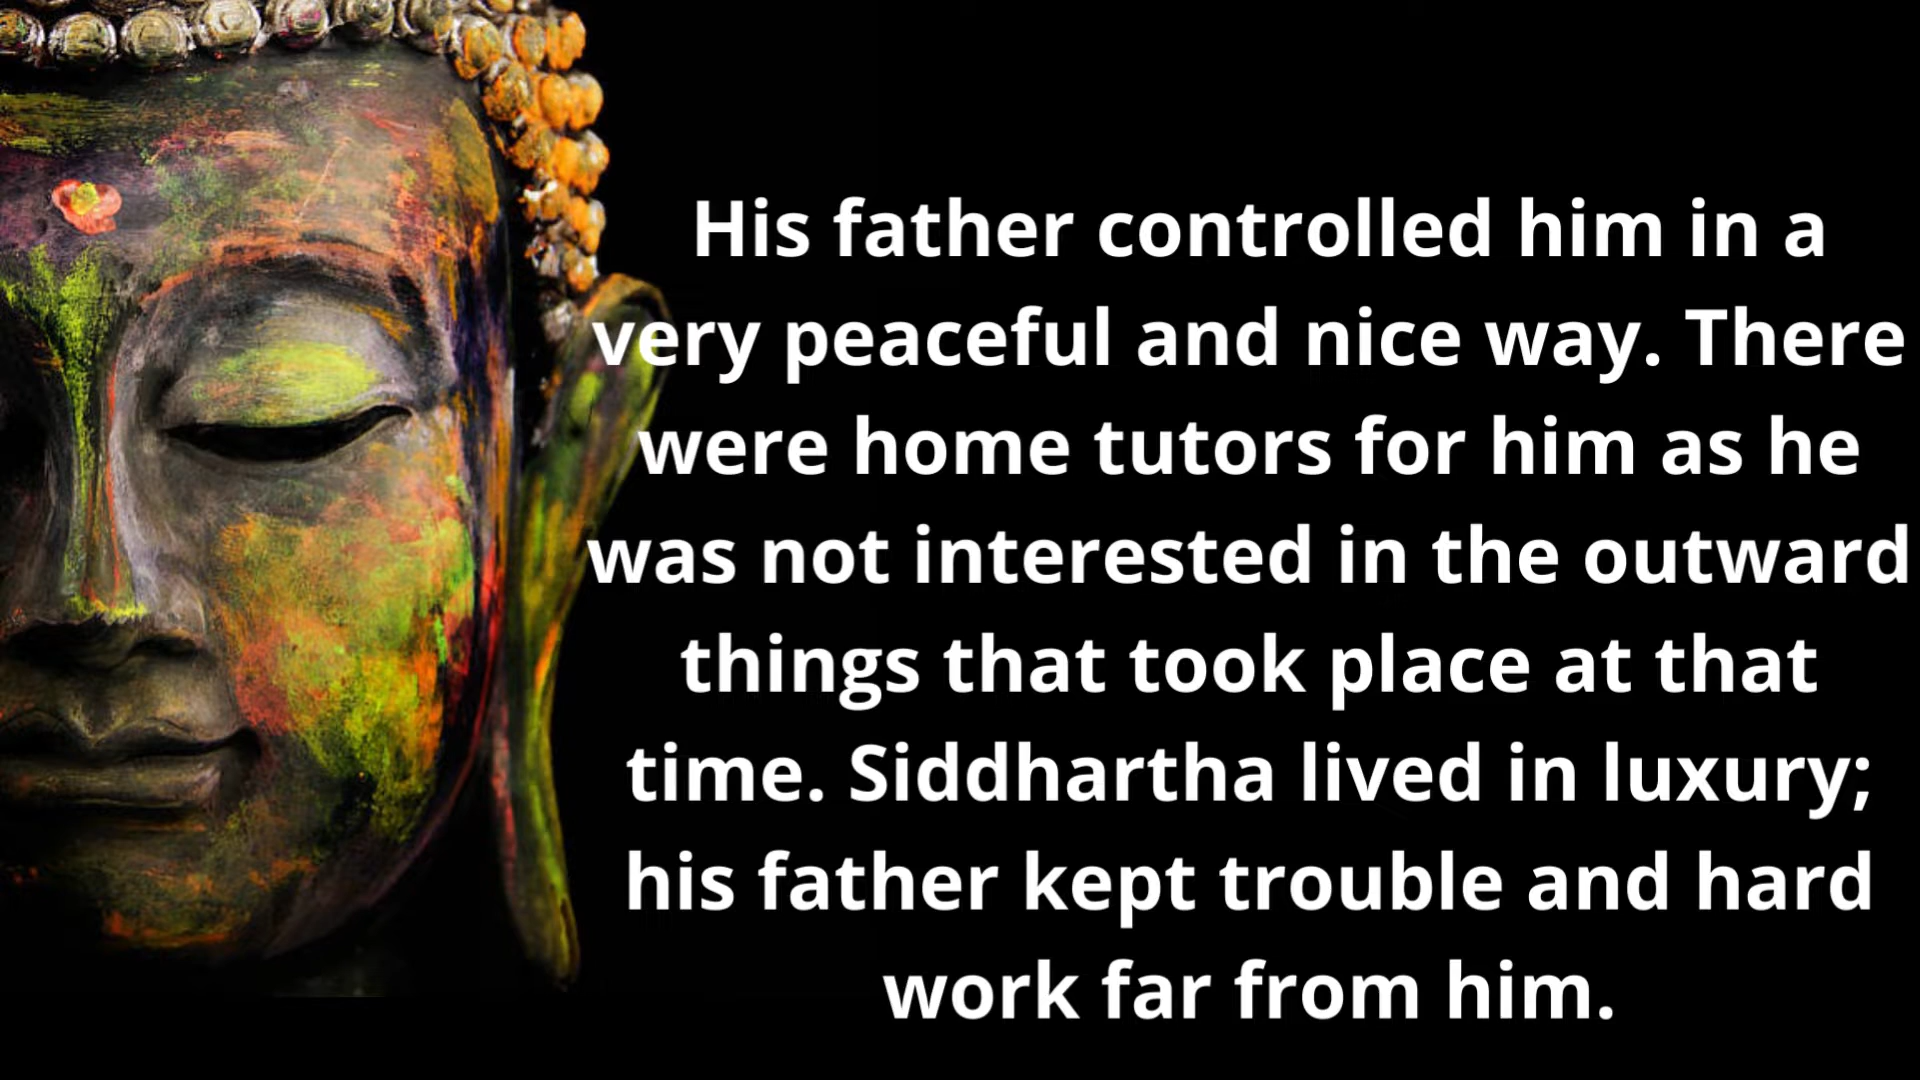 His father controlled him in a
very peaceful and nice way. There
were home tutors for him as he
was not interested in the outward
things that took place at that
time. Siddhartha lived in luxury;
his father kept trouble and hard
work far from him.